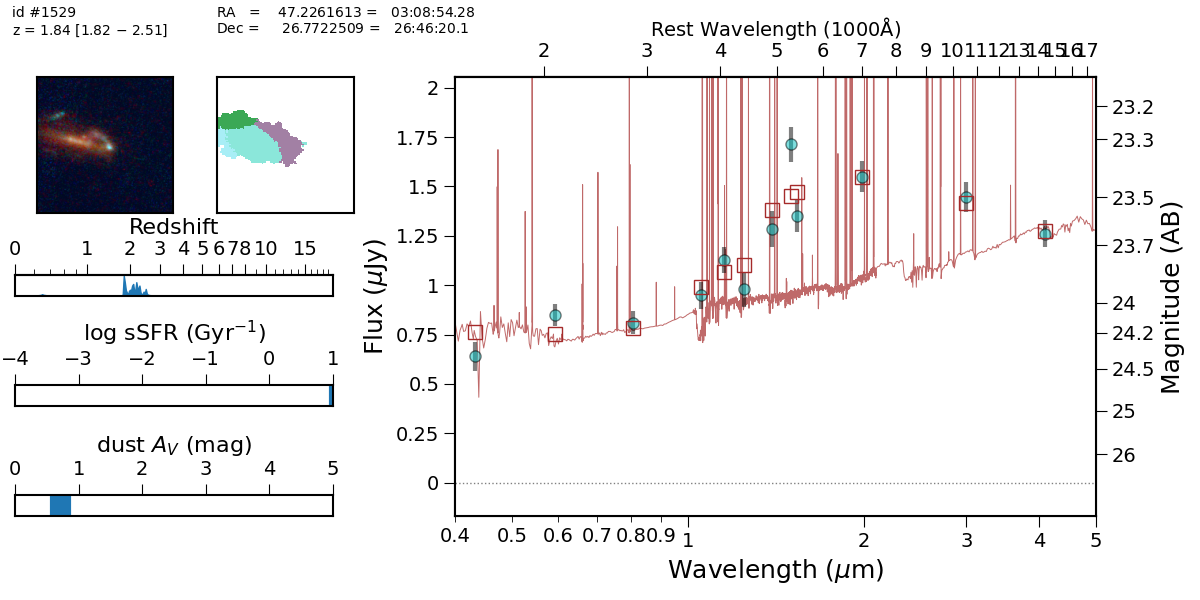 id #1529
z = 1.84 [1.82 − 2.51]
RA = 47.2261613 = 03:08:54.28
Dec = 26.7722509 = 26:46:20.1
Redshift
0 1 2 3 4 5 6 7 8 10 15
log sSFR (Gyr⁻¹)
−4 −3 −2 −1 0 1
dust A_V (mag)
0 1 2 3 4 5
Rest Wavelength (1000Å)
2 3 4 5 6 7 8 9 10 11 12 13 14 15 16 17
Flux (μJy)
2
1.75
1.5
1.25
1
0.75
0.5
0.25
0
23.2
23.3
23.5
23.7
24
24.2
24.5
25
26
Magnitude (AB)
0.4 0.5 0.6 0.7 0.8 0.9 1 2 3 4 5
Wavelength (μm)